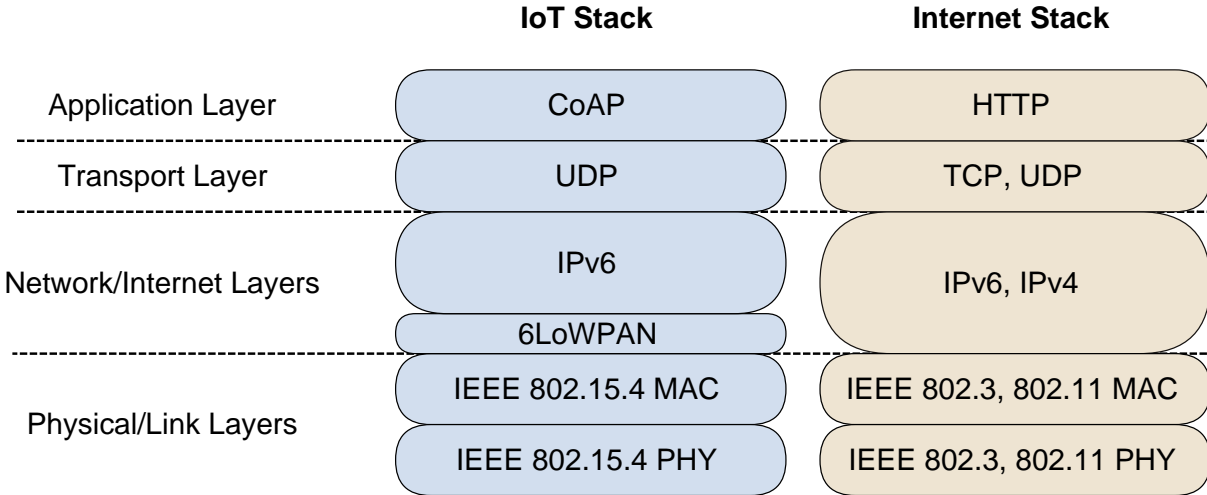 IoT Stack Internet Stack
Application Layer CoAP HTTP
Transport Layer UDP TCP, UDP
Network/Internet Layers IPv6 IPv6, IPv4
6LoWPAN
Physical/Link Layers IEEE 802.15.4 MAC IEEE 802.3, 802.11 MAC
IEEE 802.15.4 PHY IEEE 802.3, 802.11 PHY